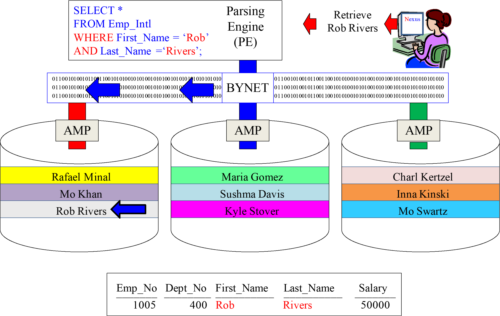 SELECT *
FROM Emp_Intl
WHERE First_Name = ‘Rob’
AND Last_Name =‘Rivers’;
Parsing
Engine
(PE)
Retrieve
Rob Rivers
Nexus
BYNET
AMP
AMP
AMP
Rafael Minal
Mo Khan
Rob Rivers
Maria Gomez
Sushma Davis
Kyle Stover
Charl Kertzel
Inna Kinski
Mo Swartz
Emp_No Dept_No First_Name Last_Name Salary
1005 400 Rob Rivers 50000